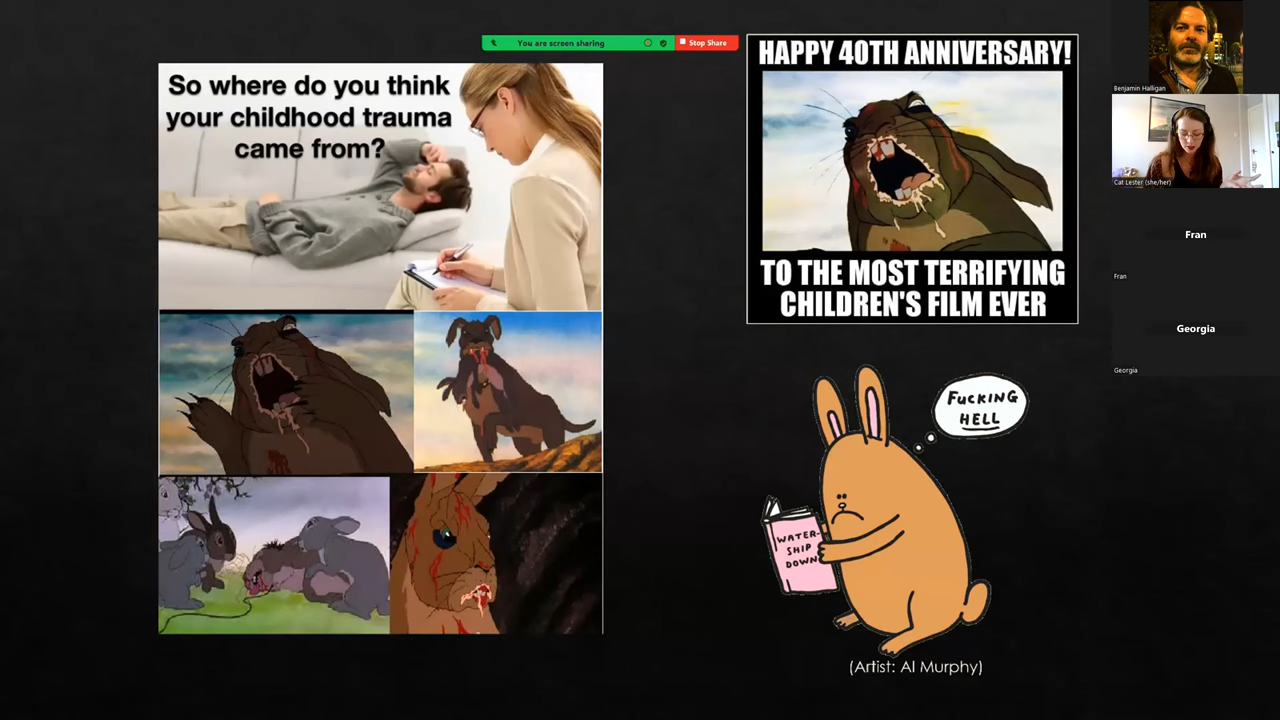 You are screen sharing
Stop Share
So where do you think
your childhood trauma
came from?
HAPPY 40TH ANNIVERSARY!
TO THE MOST TERRIFYING
CHILDREN'S FILM EVER
FUCKING
HELL
WATER-
SHIP
DOWN
(Artist: Al Murphy)
Benjamin Halligan
Cat Lester (she/her)
Fran
Fran
Georgia
Georgia